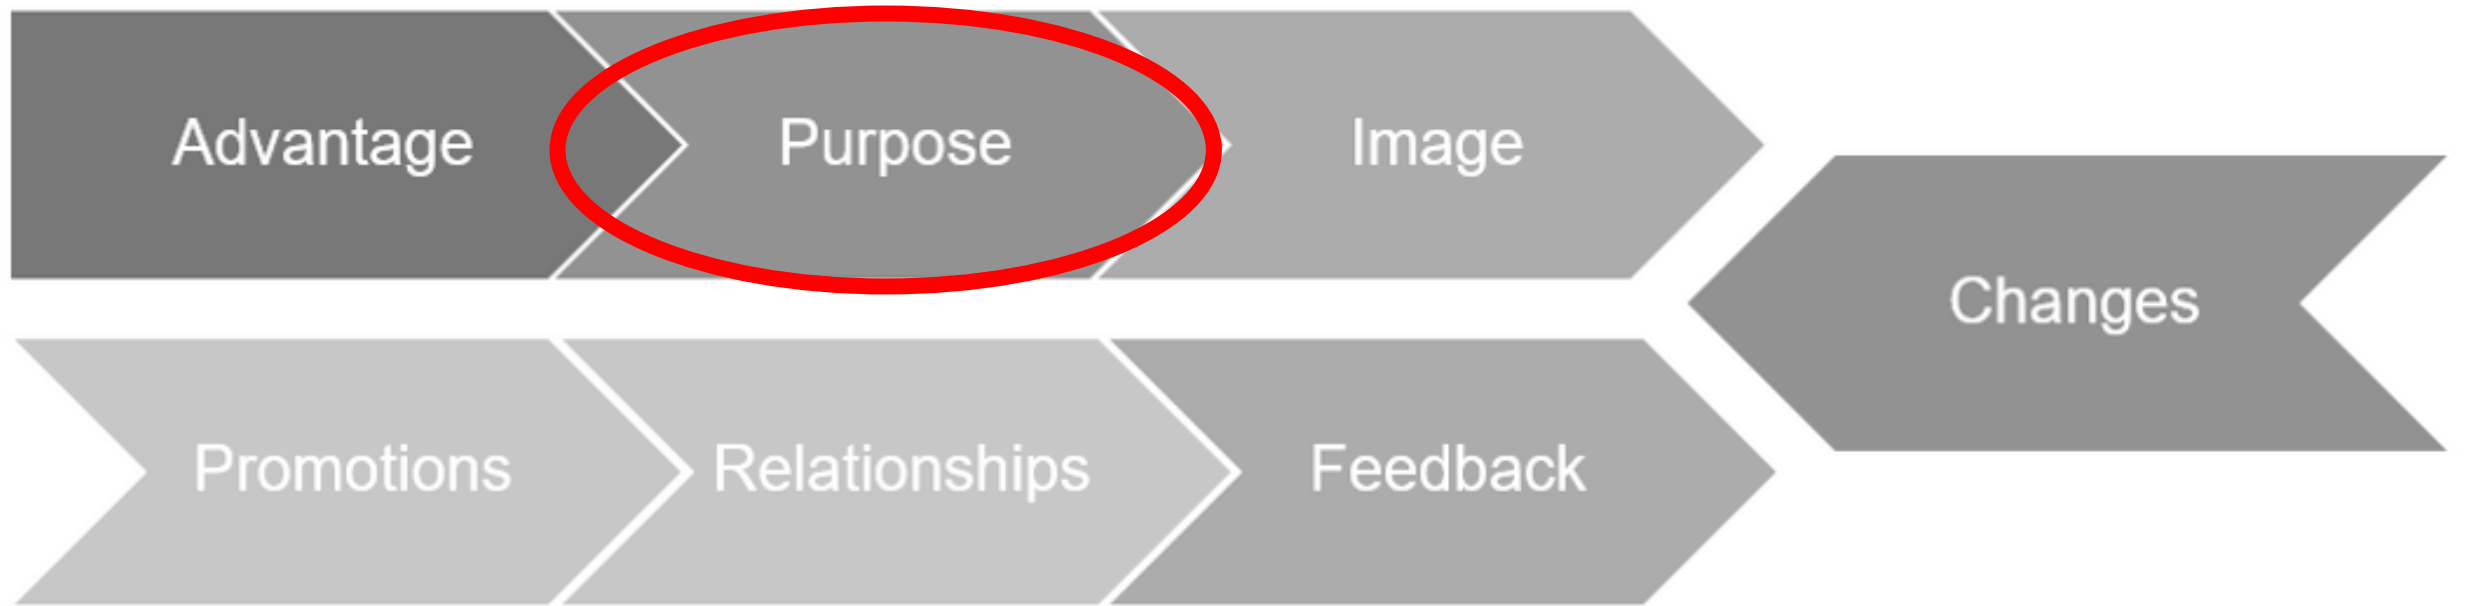 Advantage
Purpose
Image
Changes
Promotions
Relationships
Feedback